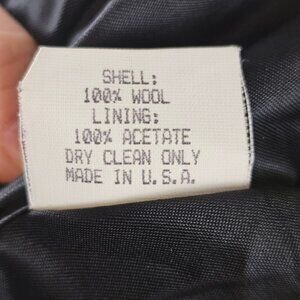 SHELL:
100% WOOL
LINING:
100% ACETATE
DRY CLEAN ONLY
MADE IN U.S.A.